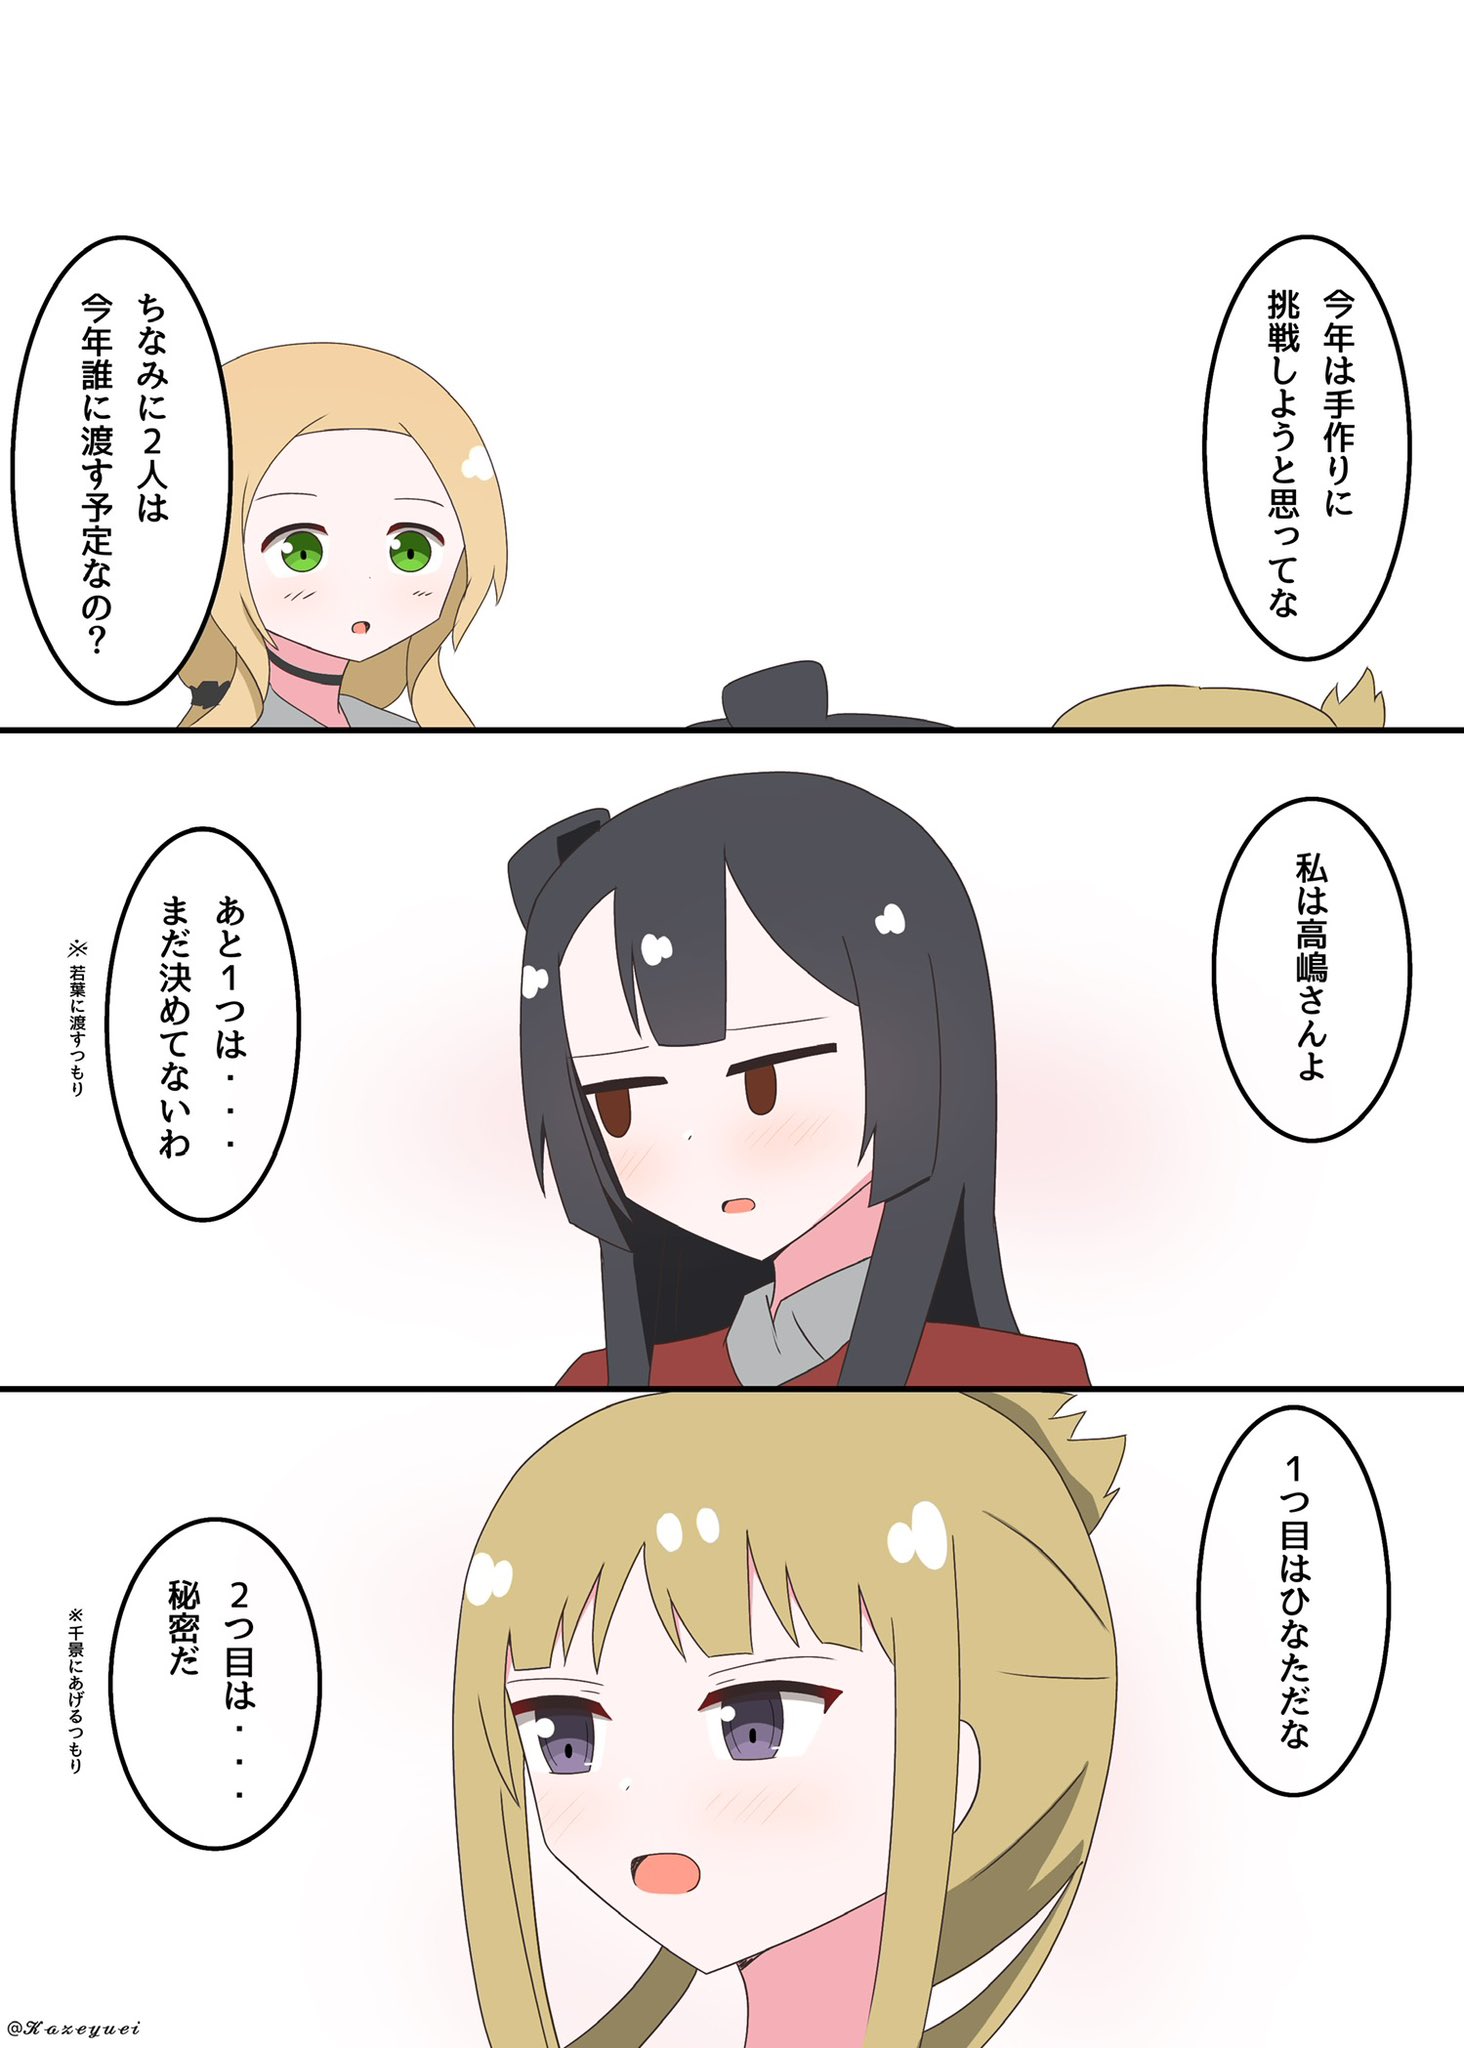 今年は手作りに
挑戦しようと思ってな
ちなみに2人は
今年誰に渡す予定なの?
私は高嶋さんよ
あと1つは・・・
まだ決めてないわ
※若葉に渡すつもり
1つ目はひなただな
2つ目は・・・・
秘密だ
※千景にあげるつもり
@Kazeyuei